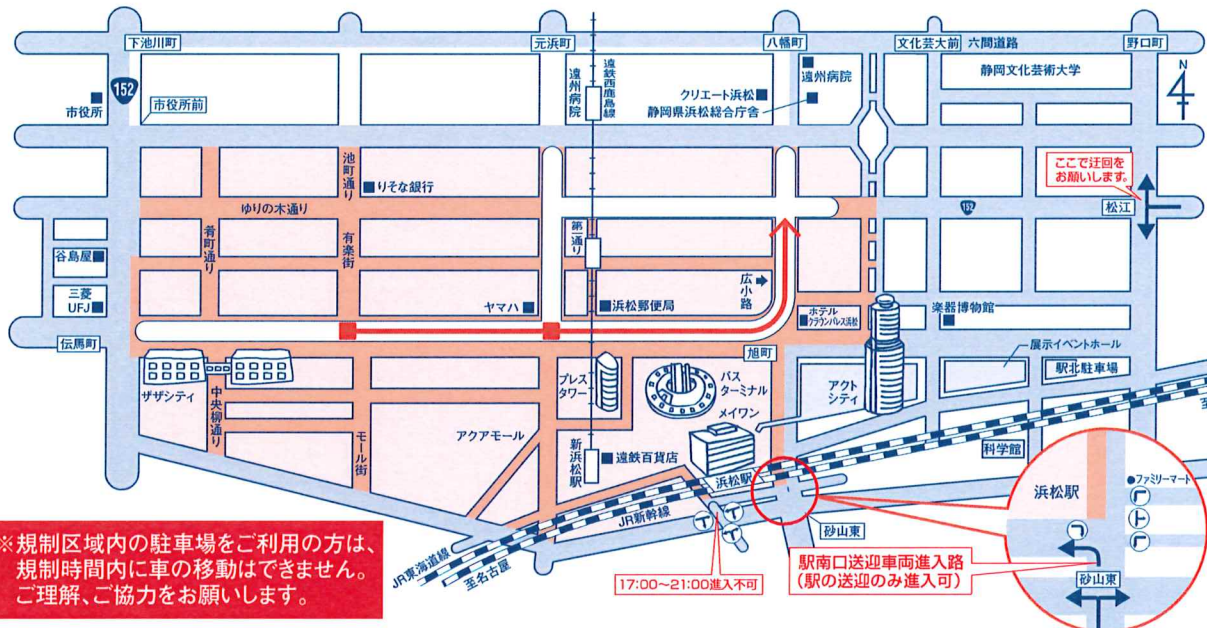 下池川町
元浜町
八幡町
文化芸大前
六間道路
野口町
152
市役所
市役所前
遠州病院
遠鉄西鹿島線
クリエート浜松
静岡県浜松総合庁舎
遠州病院
静岡文化芸術大学
N
ここで迂回を
お願いします。
松江
152
池町通り
りそな銀行
ゆりの木通り
肴町通り
有楽街
第一通り
谷島屋
三菱
UFJ
伝馬町
ヤマハ
浜松郵便局
広小路
ホテル
クラウンパレス浜松
楽器博物館
旭町
展示イベントホール
駅北駐車場
ザザシティ
中央柳通り
モール街
アクアモール
プレス
タワー
バス
ターミナル
メイワン
アクト
シティ
新浜松駅
遠鉄百貨店
浜松駅
科学館
至
JR新幹線
JR東海道線
至名古屋
砂山東
17:00〜21:00進入不可
駅南口送迎車両進入路
(駅の送迎のみ進入可)
浜松駅
ファミリーマート
砂山東
※規制区域内の駐車場をご利用の方は、
規制時間内に車の移動はできません。
ご理解、ご協力をお願いします。